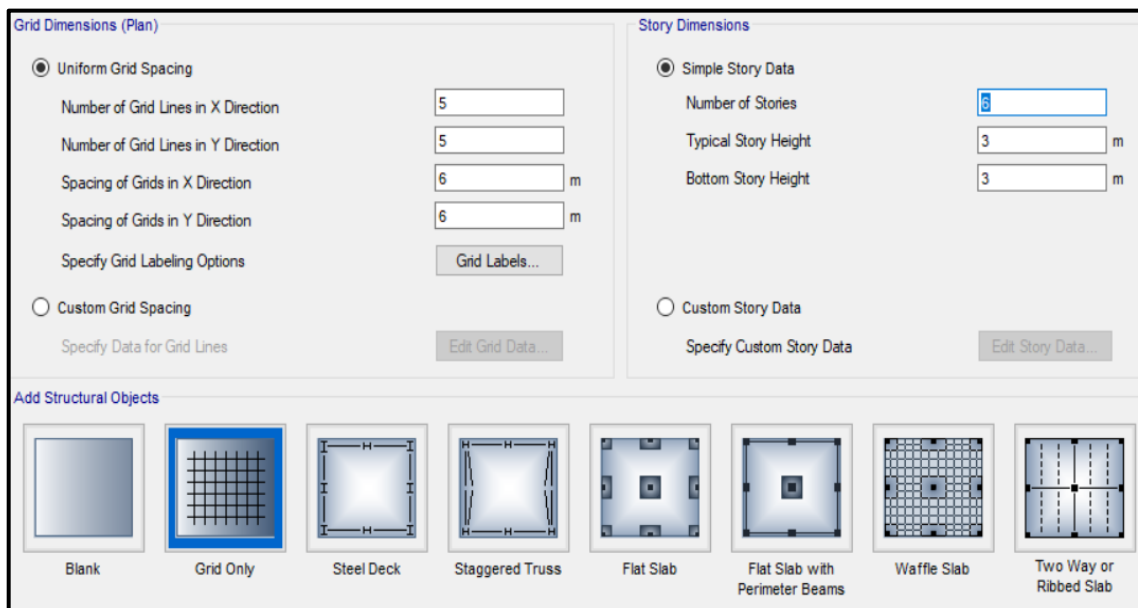 Grid Dimensions (Plan)
Uniform Grid Spacing
Number of Grid Lines in X Direction 5
Number of Grid Lines in Y Direction 5
Spacing of Grids in X Direction 6 m
Spacing of Grids in Y Direction 6 m
Specify Grid Labeling Options Grid Labels...
Custom Grid Spacing
Specify Data for Grid Lines Edit Grid Data...
Story Dimensions
Simple Story Data
Number of Stories 6
Typical Story Height 3 m
Bottom Story Height 3 m
Custom Story Data
Specify Custom Story Data Edit Story Data...
Add Structural Objects
Blank
Grid Only
Steel Deck
Staggered Truss
Flat Slab
Flat Slab with
Perimeter Beams
Waffle Slab
Two Way or
Ribbed Slab